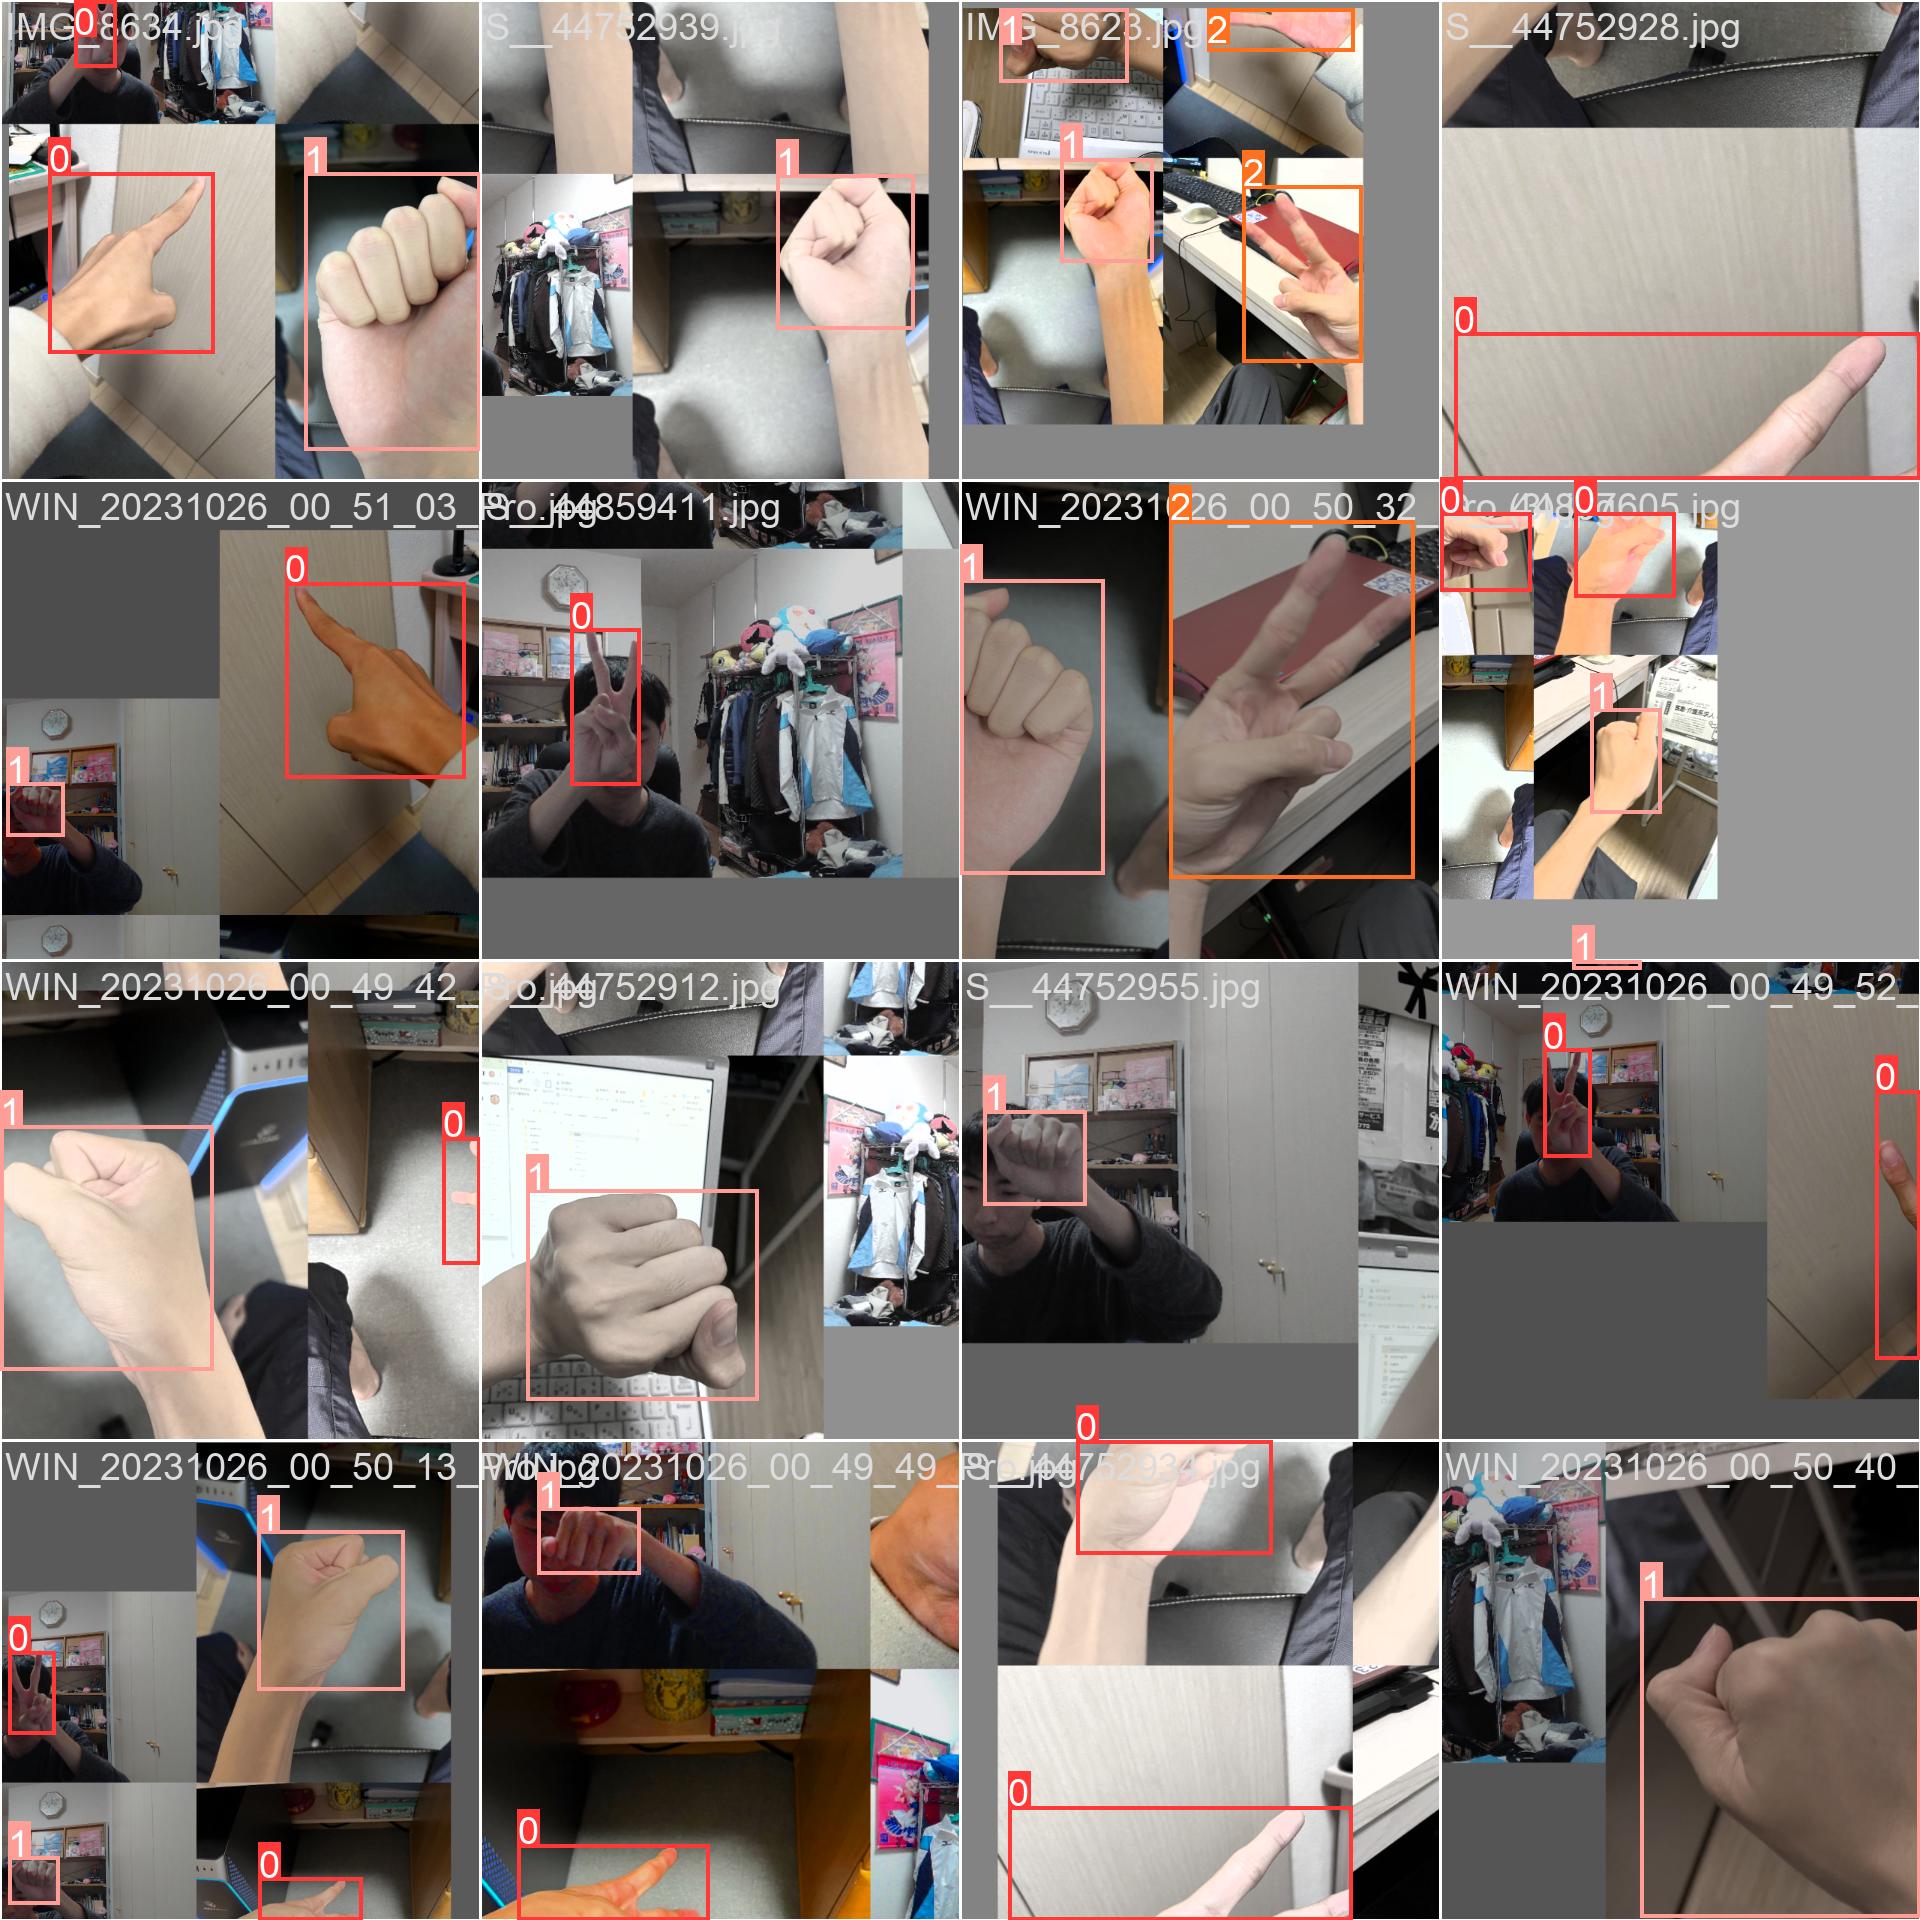 0
IMG_8634.jpg
0
1
S__44752939.jpg
1
1
IMG_8623.jpg
2
1
2
S__44752928.jpg
0
WIN_20231026_00_51_03_Pro.jpg
0
1
S__44859411.jpg
0
WIN_20231026_00_50_32_
2
1
0
0
1
1
WIN_20231026_00_49_42_Pro.jpg
1
0
44752912.jpg
1
S__44752955.jpg
1
WIN_20231026_00_49_52_
0
0
WIN_20231026_00_50_13_Pro.jpg
1
0
1
0
WIN_20231026_00_49_49_Pro.jpg
1
0
0
44752934.jpg
0
WIN_20231026_00_50_40_
1